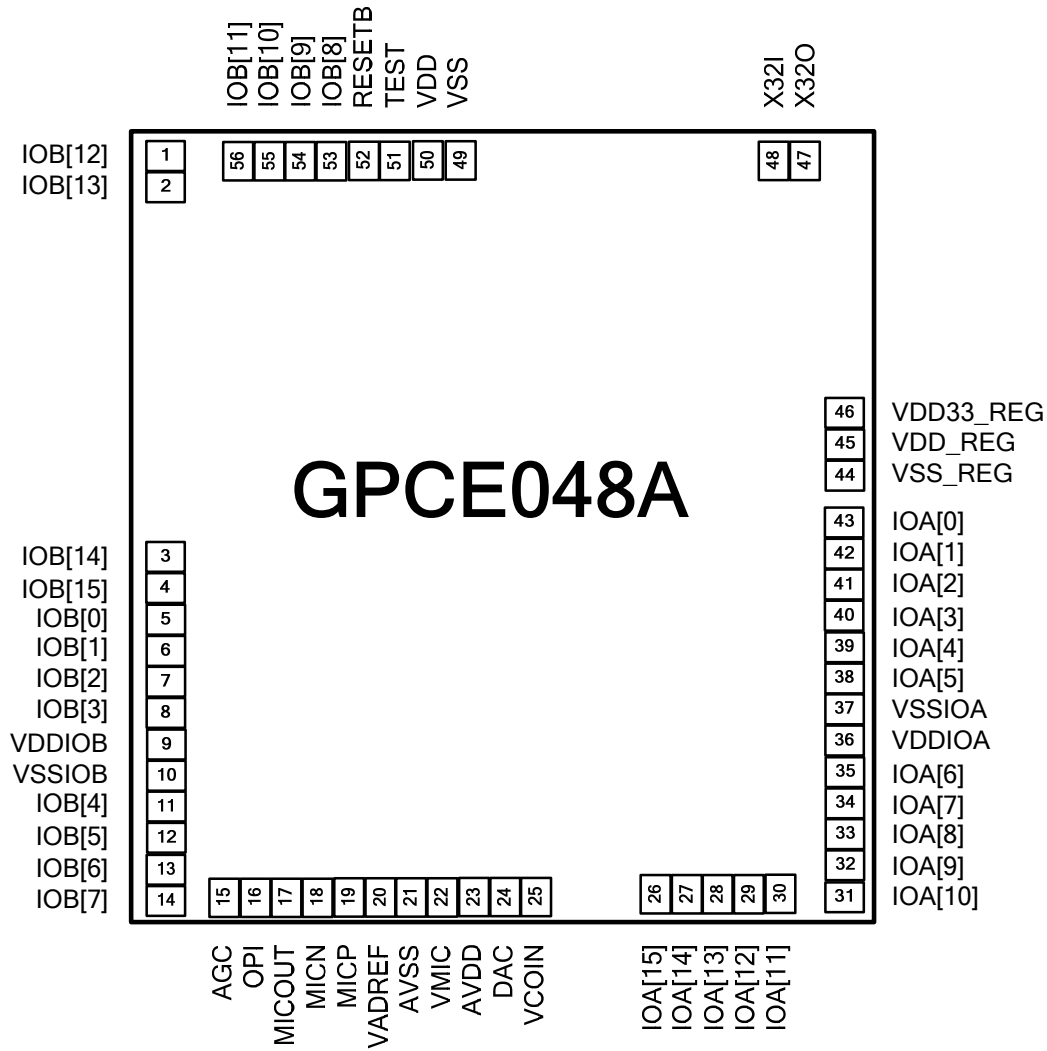 IOB[11]
IOB[10]
IOB[9]
IOB[8]
RESETB
TEST
VDD
VSS
X32I
X32O
56
55
54
53
52
51
50
49
48
47
IOB[12] 1
IOB[13] 2
46 VDD33_REG
45 VDD_REG
44 VSS_REG
GPCE048A
43 IOA[0]
42 IOA[1]
41 IOA[2]
40 IOA[3]
39 IOA[4]
38 IOA[5]
37 VSSIOA
36 VDDIOA
35 IOA[6]
34 IOA[7]
33 IOA[8]
32 IOA[9]
31 IOA[10]
IOB[14] 3
IOB[15] 4
IOB[0] 5
IOB[1] 6
IOB[2] 7
IOB[3] 8
VDDIOB 9
VSSIOB 10
IOB[4] 11
IOB[5] 12
IOB[6] 13
IOB[7] 14
15
16
17
18
19
20
21
22
23
24
25
26
27
28
29
30
AGC
OPI
MICOUT
MICN
MICP
VADREF
AVSS
VMIC
AVDD
DAC
VCOIN
IOA[15]
IOA[14]
IOA[13]
IOA[12]
IOA[11]